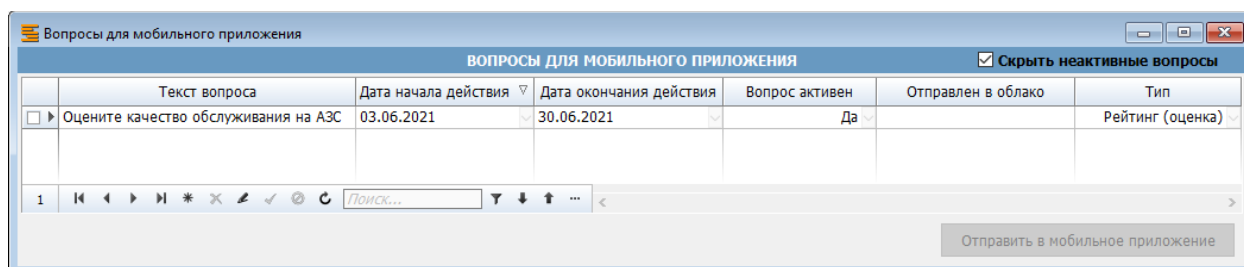 Вопросы для мобильного приложения
ВОПРОСЫ ДЛЯ МОБИЛЬНОГО ПРИЛОЖЕНИЯ Скрыть неактивные вопросы
Текст вопроса Дата начала действия Дата окончания действия Вопрос активен Отправлен в облако Тип
Оцените качество обслуживания на АЗС 03.06.2021 30.06.2021 Да Рейтинг (оценка)
1 Поиск...
Отправить в мобильное приложение